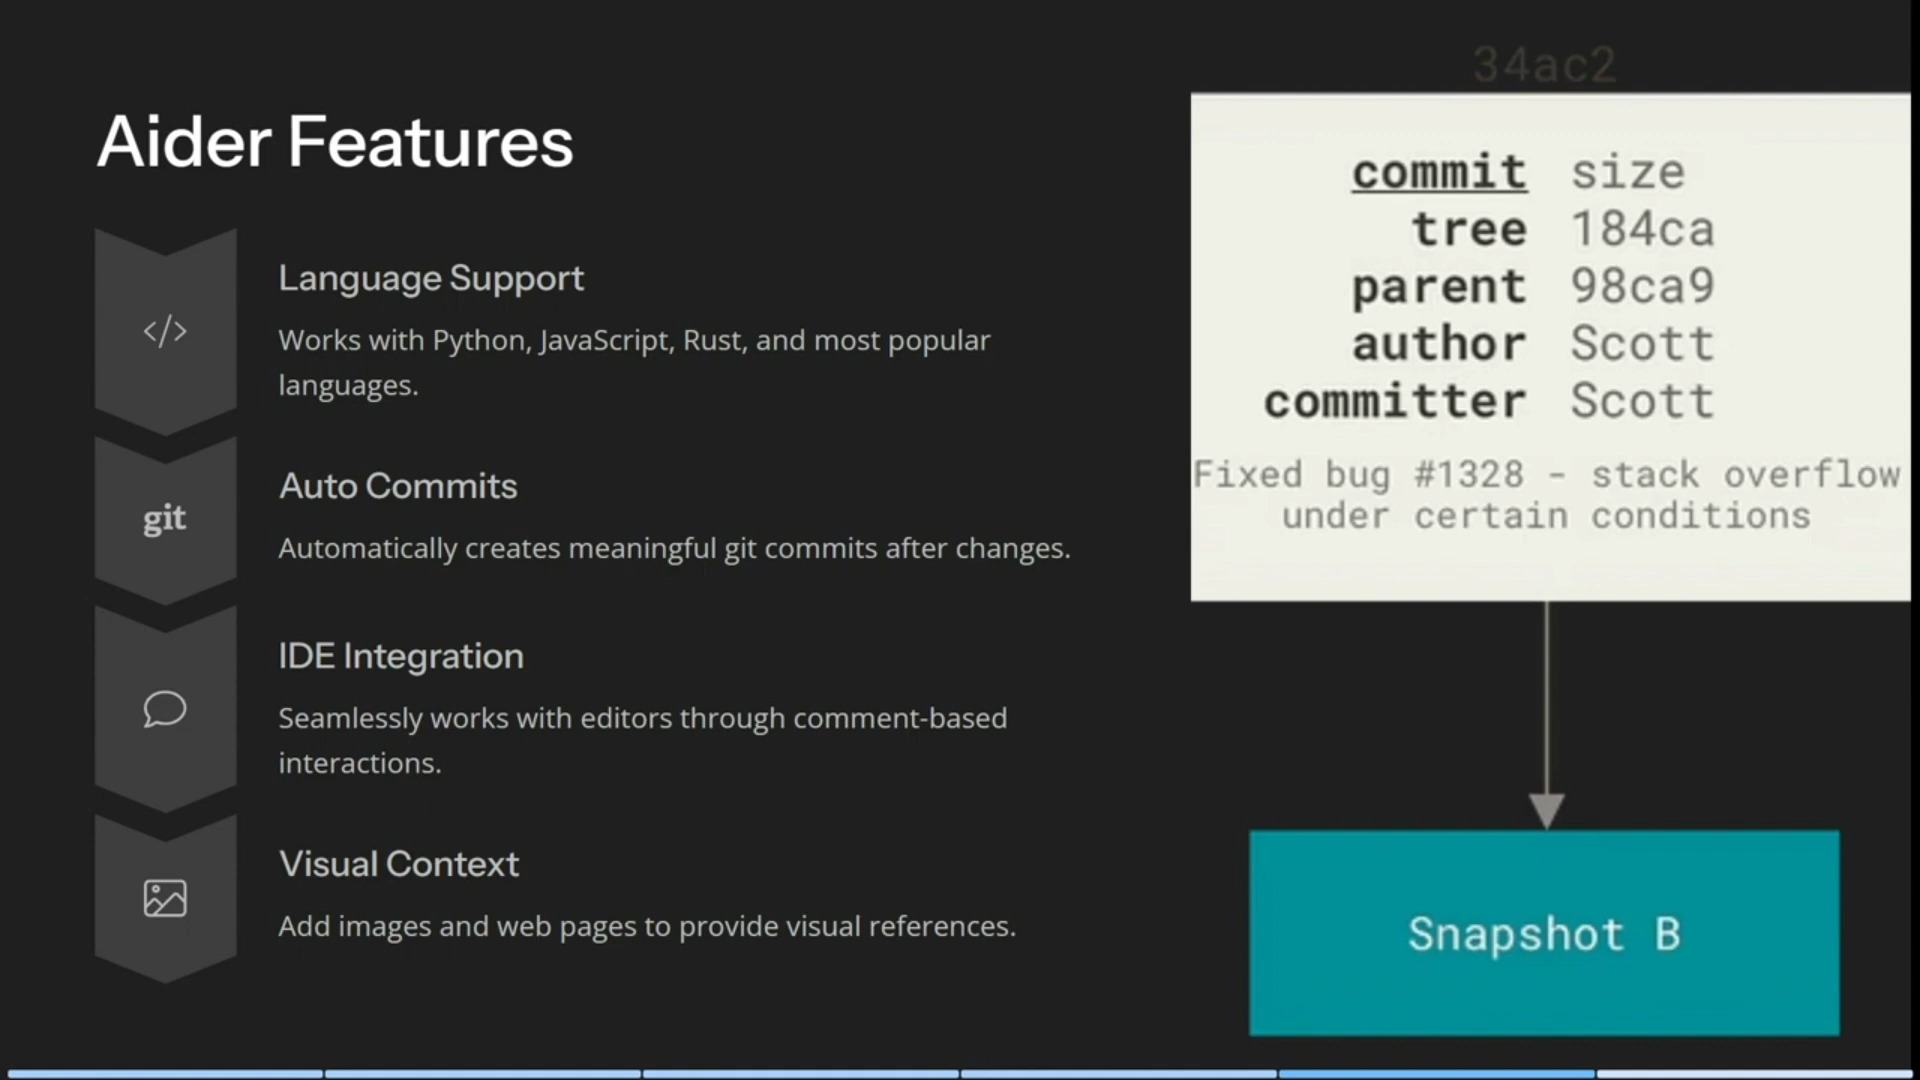 Aider Features
</>
Language Support
Works with Python, JavaScript, Rust, and most popular
languages.
git
Auto Commits
Automatically creates meaningful git commits after changes.
IDE Integration
Seamlessly works with editors through comment-based
interactions.
Visual Context
Add images and web pages to provide visual references.
34ac2
commit size
tree 184ca
parent 98ca9
author Scott
committer Scott
Fixed bug #1328 - stack overflow
under certain conditions
Snapshot B